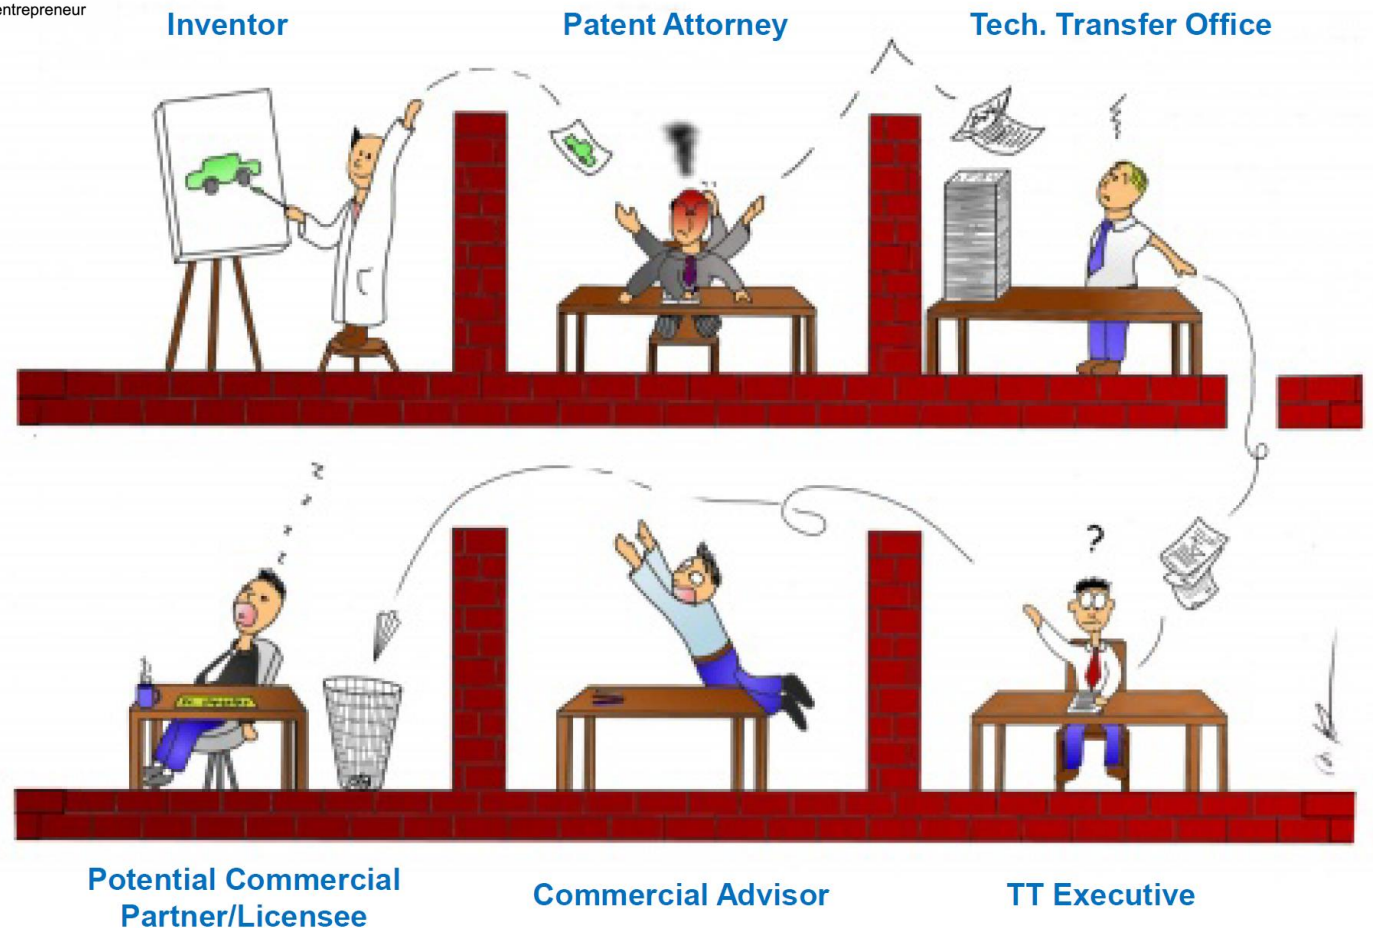 entrepreneur
Inventor
Patent Attorney
Tech. Transfer Office
z
z
z
z
?
Potential Commercial
Partner/Licensee
Commercial Advisor
TT Executive